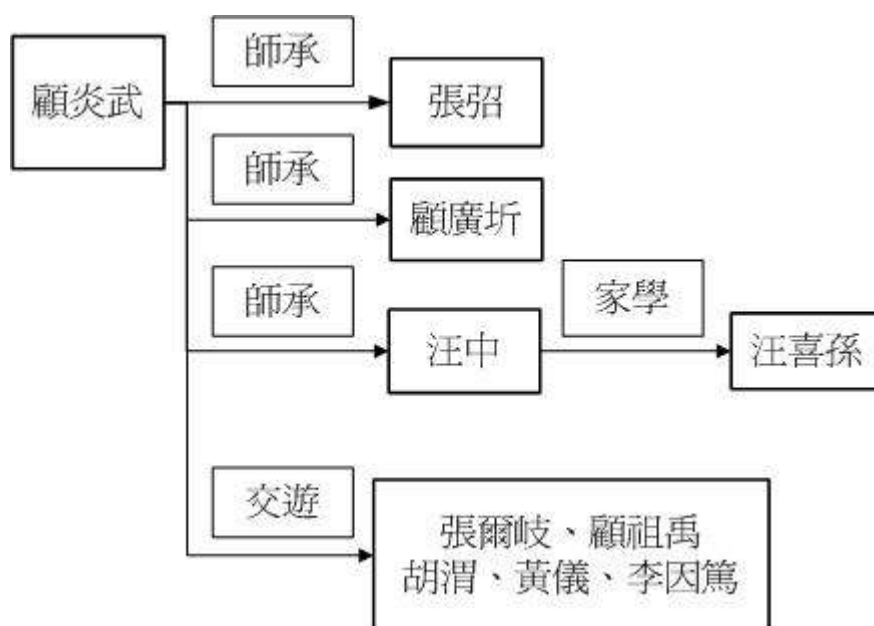 師承
顧炎武
張弨
師承
顧廣圻
師承
家學
汪中
汪喜孫
交遊
張爾岐、顧祖禹
胡渭、黃儀、李因篤